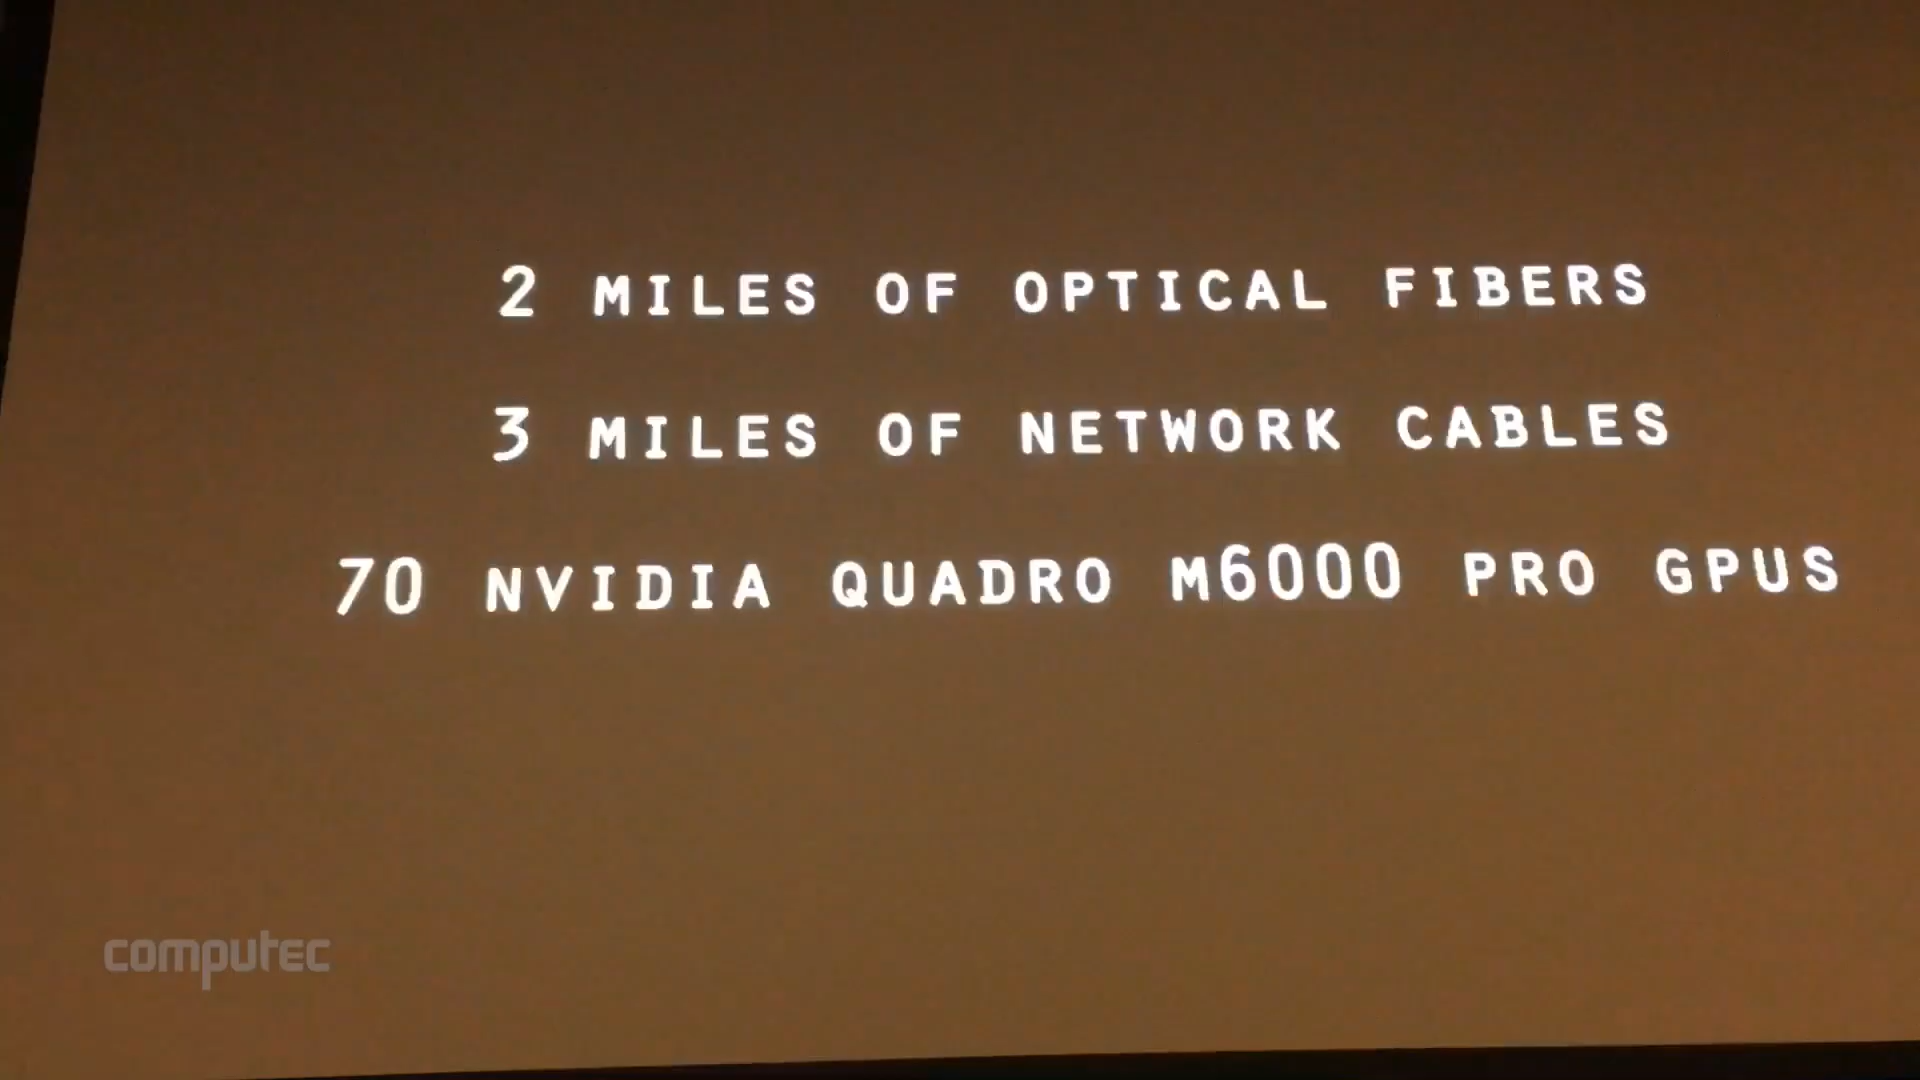 2 MILES OF OPTICAL FIBERS
3 MILES OF NETWORK CABLES
70 NVIDIA QUADRO M6000 PRO GPUS
computec